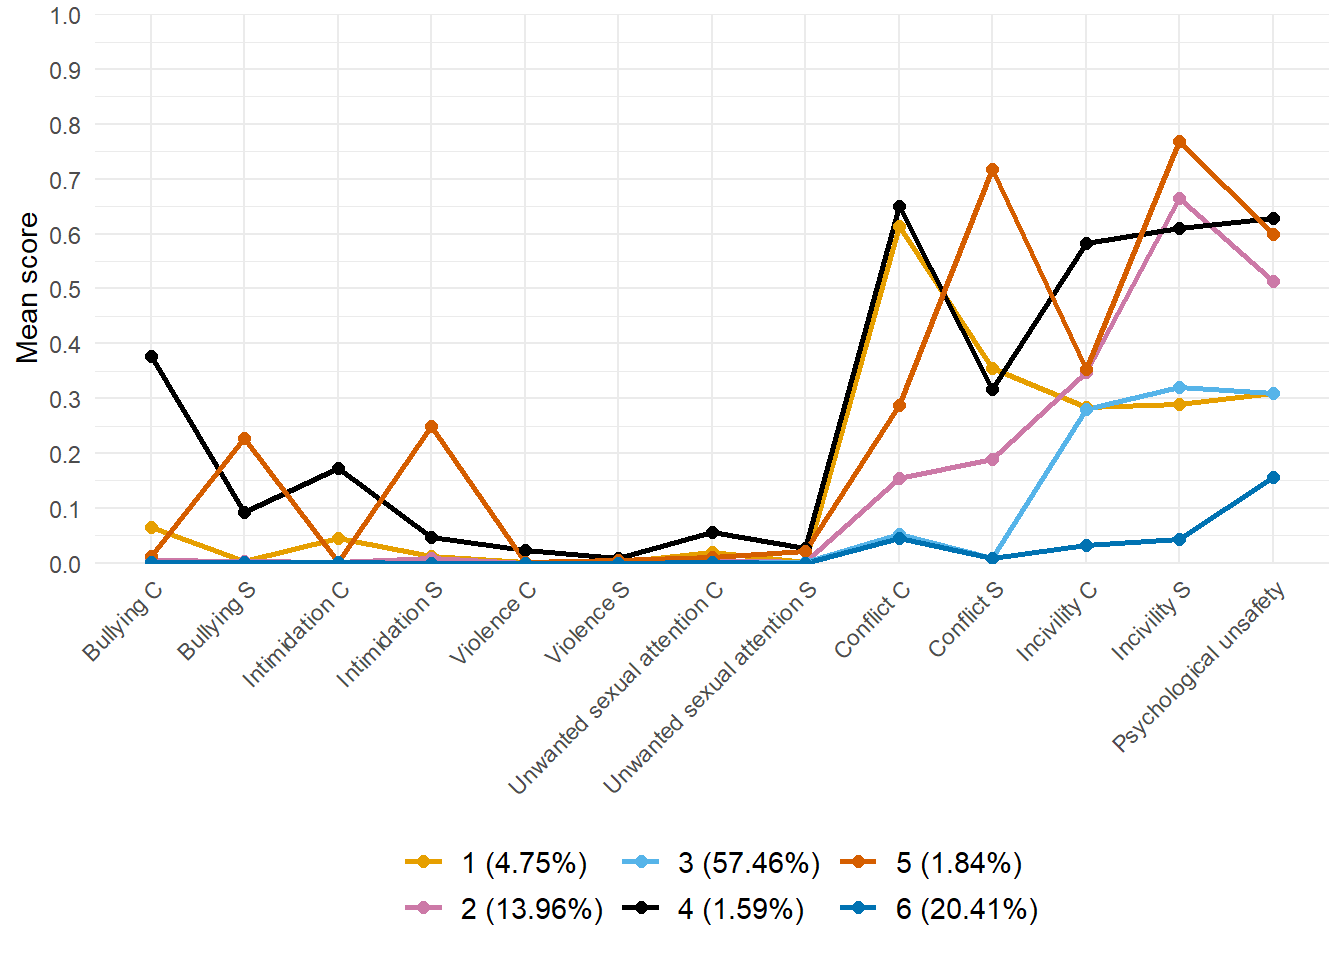 1.0
0.9
0.8
0.7
0.6
0.5
0.4
0.3
0.2
0.1
0.0
Mean score
Bullying C
Bullying S
Intimidation C
Intimidation S
Violence C
Violence S
Unwanted sexual attention C
Unwanted sexual attention S
Conflict C
Conflict S
Incivility C
Incivility S
Psychological unsafety
1 (4.75%)
3 (57.46%)
5 (1.84%)
2 (13.96%)
4 (1.59%)
6 (20.41%)